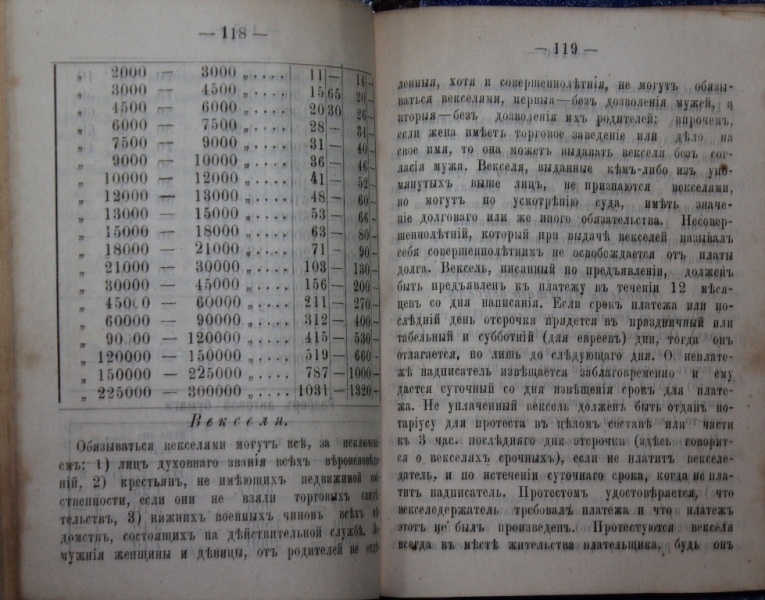 — 118 —
„ 2000 — 3000 „ .... 11 — 14 —
„ 3000 — 4500 „ .... 15 65 20 —
„ 4500 — 6000 „ .... 20 30 26 —
„ 6000 — 7500 „ .... 28 — 34 —
„ 7500 — 9000 „ .... 31 — 40 —
„ 9000 — 10000 „ .... 36 — 46 —
„ 10000 — 12000 „ .... 41 — 52 —
„ 12000 — 13000 „ .... 48 — 60 —
„ 13000 — 15000 „ .... 53 — 66 —
„ 15000 — 18000 „ .... 63 — 80 —
„ 18000 — 21000 „ .... 71 — 90 —
„ 21000 — 30000 „ .... 103 — 130 —
„ 30000 — 45000 „ .... 156 — 200 —
„ 45000 — 60000 „ .... 211 — 270 —
„ 60000 — 90000 „ .... 312 — 400 —
„ 90000 — 120000 „ .... 415 — 530 —
„ 120000 — 150000 „ .... 519 — 660 —
„ 150000 — 225000 „ .... 787 — 1000 —
„ 225000 — 300000 „ .... 1031 — 1320 —
Векселя.
Обязываться векселями могутъ всѣ, за исключе-
емъ: 1) лицъ духовнаго званія всѣхъ вѣроисповѣда-
ній, 2) крестьян, не имѣющихъ недвижимой соб-
ственности, если они не взяли торговыхъ свидѣ-
тельствъ, 3) нижнихъ военныхъ чиновъ всѣхъ вѣ-
домствъ, состоящихъ на дѣйствительной службѣ.
мужнія женщины и дѣвицы, отъ родителей не отдѣ-
— 119 —
ленныя, хотя и совершеннолѣтнія, не могутъ обязы-
ваться векселями, первыя—безъ дозволенія мужей, а
вторыя—безъ дозволенія ихъ родителей; впрочемъ,
если жена имѣетъ торговое заведеніе или дѣло на
свое имя, то она можетъ выдавать векселя безъ сог-
ласія мужа. Векселя, выданные кѣмъ-либо изъ упо-
мянутыхъ выше лицъ, не признаются векселями,
но могутъ по усмотрѣнію суда, имѣть значе-
ніе долговаго или же иного обязательства. Несовер-
шеннолѣтній, который при выдачѣ векселей называлъ
себя совершеннолѣтнихъ не освобождается отъ платы
долга. Вексель, писанный по предъявленіи, долженъ
быть предъявленъ къ платежу въ теченіи 12 мѣся-
цевъ со дня написанія. Если срокъ платежа или по-
слѣдній день отсрочки придется въ праздничный или
табельный и субботній (для евреевъ) дни, тогда онъ
отлагается, но лишь до слѣдующаго дня. О неплате-
жѣ надписатель извѣщается заблаговременно и ему
дается суточный со дня извѣщенія срокъ для плате-
жа. Не уплаченный вексель долженъ быть отданъ но-
таріусу для протеста въ цѣломъ составѣ или части
къ 3 час. послѣдняго дня отсрочки (здѣсь говорит-
ся о векселяхъ срочныхъ), если не платитъ векселе-
датель, и по истеченіи суточнаго срока, когда не пла-
титъ надписатель. Протестомъ удостовѣряется, что
векселедержатель требовалъ платежа и что платежъ
этотъ не былъ произведенъ. Протестуются векселя
всегда въ мѣстѣ жительства плательщика, будь онъ